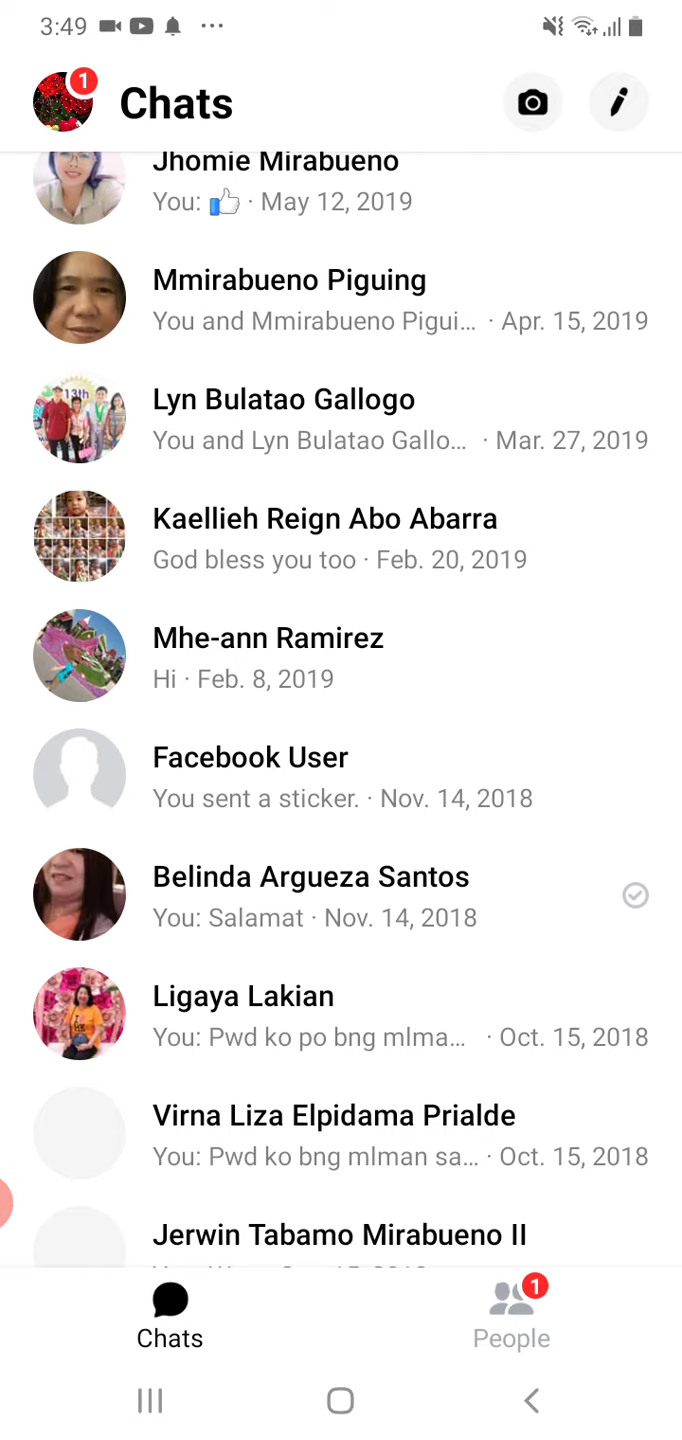 3:49
1
Chats
Jhomie Mirabueno
You: 👍 · May 12, 2019
Mmirabueno Piguing
You and Mmirabueno Pigui... · Apr. 15, 2019
13th
Lyn Bulatao Gallogo
You and Lyn Bulatao Gallo... · Mar. 27, 2019
Kaellieh Reign Abo Abarra
God bless you too · Feb. 20, 2019
Mhe-ann Ramirez
Hi · Feb. 8, 2019
Facebook User
You sent a sticker. · Nov. 14, 2018
Belinda Argueza Santos
You: Salamat · Nov. 14, 2018
Ligaya Lakian
You: Pwd ko po bng mlma... · Oct. 15, 2018
Virna Liza Elpidama Prialde
You: Pwd ko bng mlman sa... · Oct. 15, 2018
Jerwin Tabamo Mirabueno II
1
Chats
People